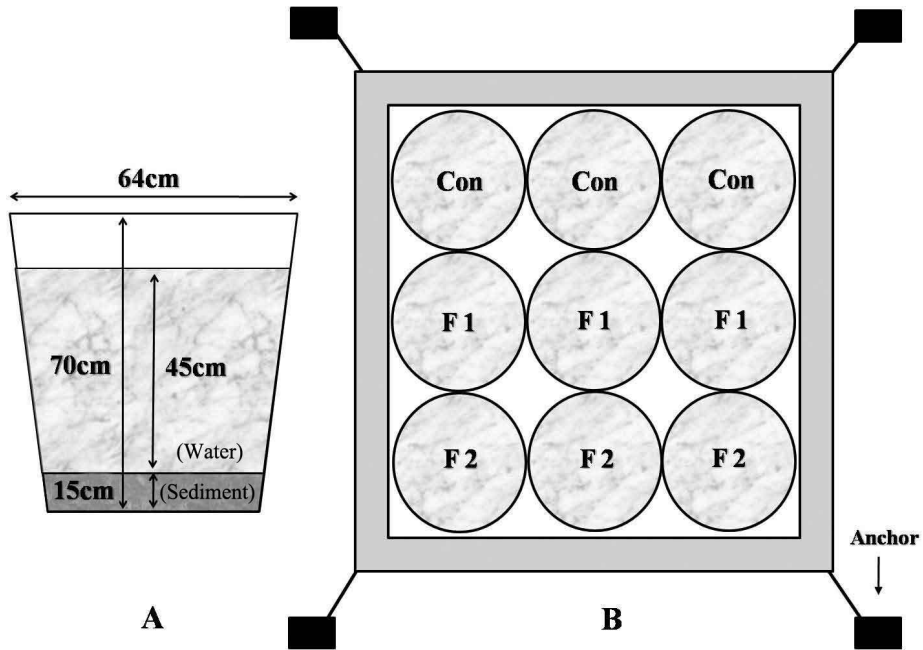 64cm
70cm
45cm
(Water)
15cm
(Sediment)
A
Con Con Con
F 1 F 1 F 1
F 2 F 2 F 2
Anchor
B